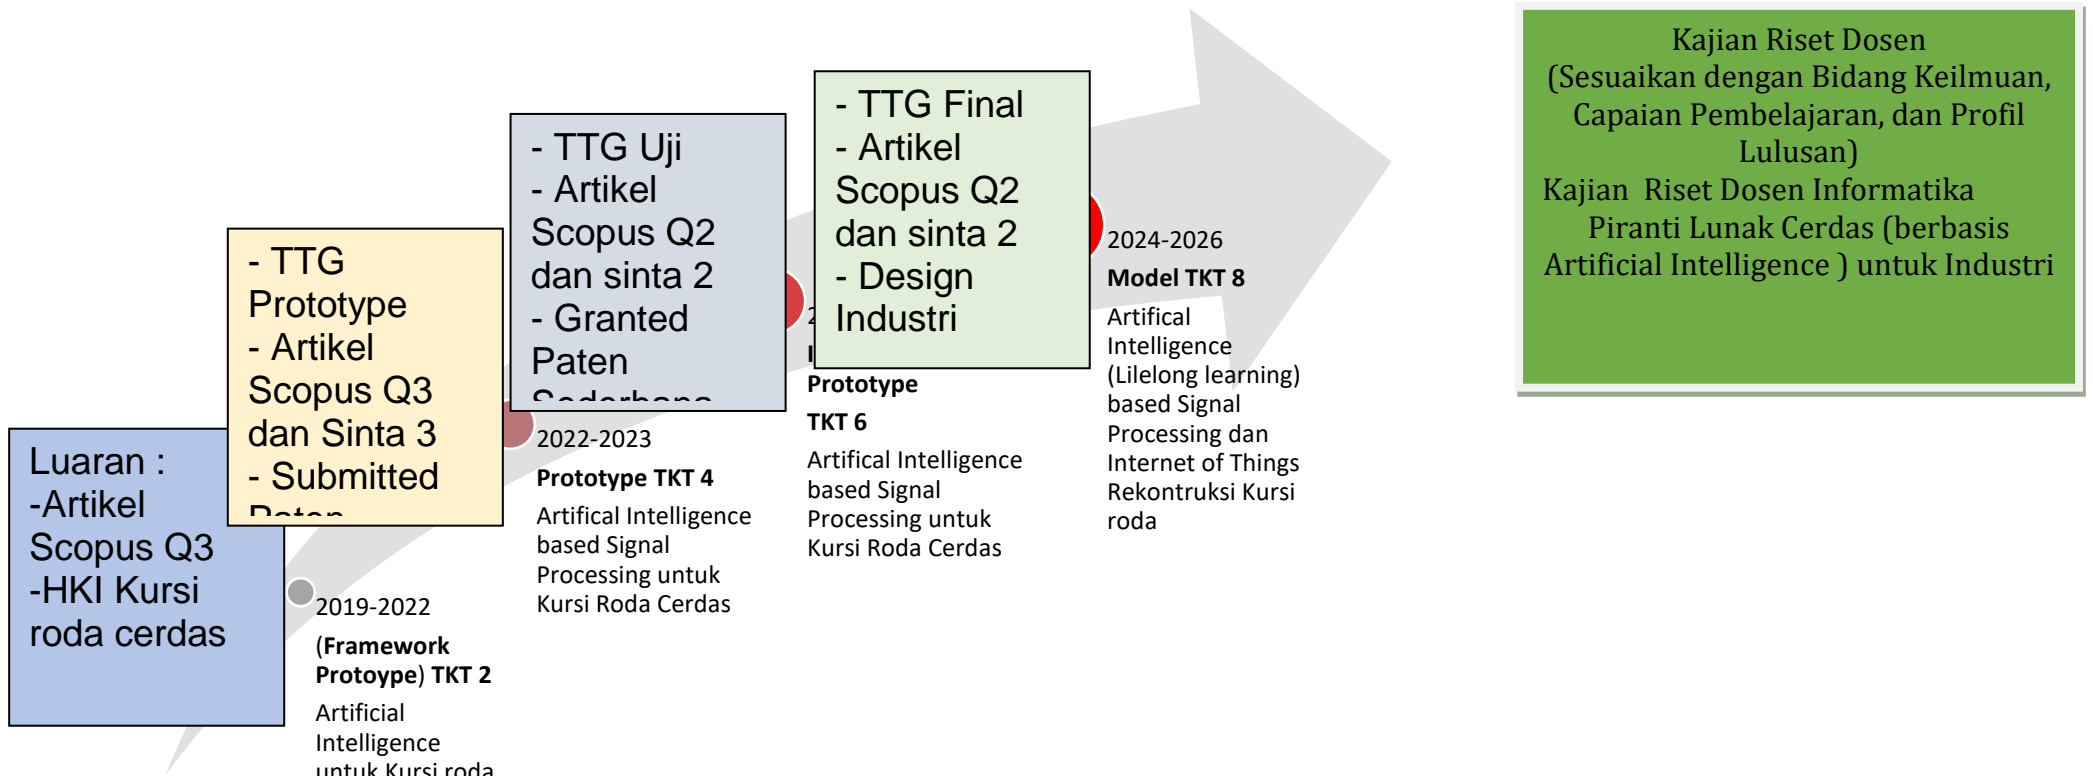 Luaran :
-Artikel
Scopus Q3
-HKI Kursi
roda cerdas
- TTG
Prototype
- Artikel
Scopus Q3
dan Sinta 3
- Submitted
Paten
- TTG Uji
- Artikel
Scopus Q2
dan sinta 2
- Granted
Paten
Sederhana
- TTG Final
- Artikel
Scopus Q2
dan sinta 2
- Design
Industri
2019-2022
(Framework
Protoype) TKT 2
Artificial
Intelligence
untuk Kursi roda
2022-2023
Prototype TKT 4
Artifical Intelligence
based Signal
Processing untuk
Kursi Roda Cerdas
Prototype
TKT 6
Artifical Intelligence
based Signal
Processing untuk
Kursi Roda Cerdas
2024-2026
Model TKT 8
Artifical
Intelligence
(Lilelong learning)
based Signal
Processing dan
Internet of Things
Rekontruksi Kursi
roda
Kajian Riset Dosen
(Sesuaikan dengan Bidang Keilmuan,
Capaian Pembelajaran, dan Profil
Lulusan)
Kajian Riset Dosen Informatika
Piranti Lunak Cerdas (berbasis
Artificial Intelligence ) untuk Industri